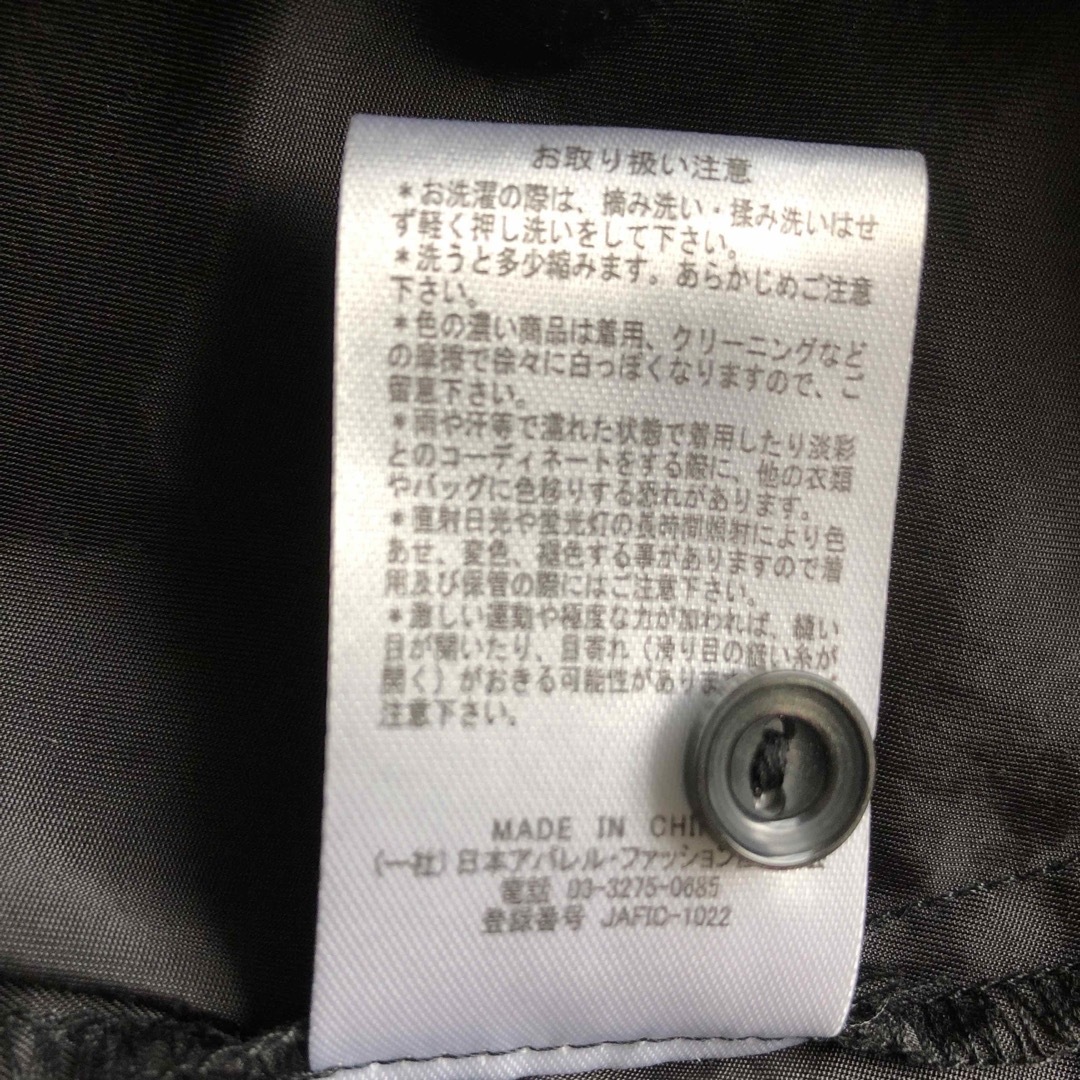 お取り扱い注意
*お洗濯の際は、摘み洗い・揉み洗いはせ
ず軽く押し洗いをして下さい。
*洗うと多少縮みます。あらかじめご注意
下さい。
*色の濃い商品は着用、クリーニングなど
の摩擦で徐々に白っぽくなりますので、ご
留意下さい。
*雨や汗等で濡れた状態で着用したり淡彩
とのコーディネートをする際に、他の衣類
やバッグに色移りする恐れがあります。
*直射日光や蛍光灯の長時間照射により色
あせ、変色、褪色する事がありますので着
用及び保管の際にはご注意下さい。
*激しい運動や極度な力が加われば、縫い
目が開いたり、目寄れ(滑り目の縫い糸が
開く)がおきる可能性がありま
注意下さい。
MADE IN
(一社)日本アパレル・ファッション
電話 03-3275-0685
登録番号 JAFIC-1022